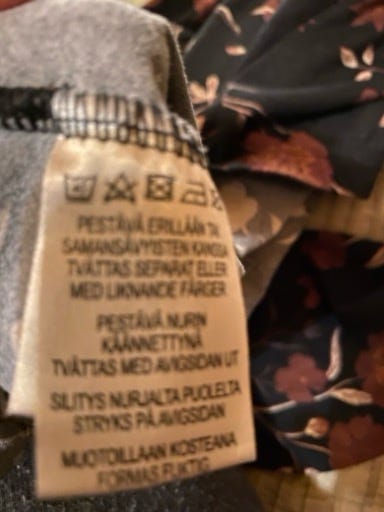 PESTÄVÄ ERILLÄÄN TAI
SAMANSÄVYISTEN KANSSA
TVÄTTAS SEPARAT ELLER
MED LIKNANDE FÄRGER
PESTÄVÄ NURIN
KÄÄNNETTYNÄ
TVÄTTAS MED AVIGSIDAN UT
SILITYS NURJALTA PUOLELTA
STRYKS PÅ AVIGSIDAN
MUOTOILLAAN KOSTEANA
FORMAS FUKTIG